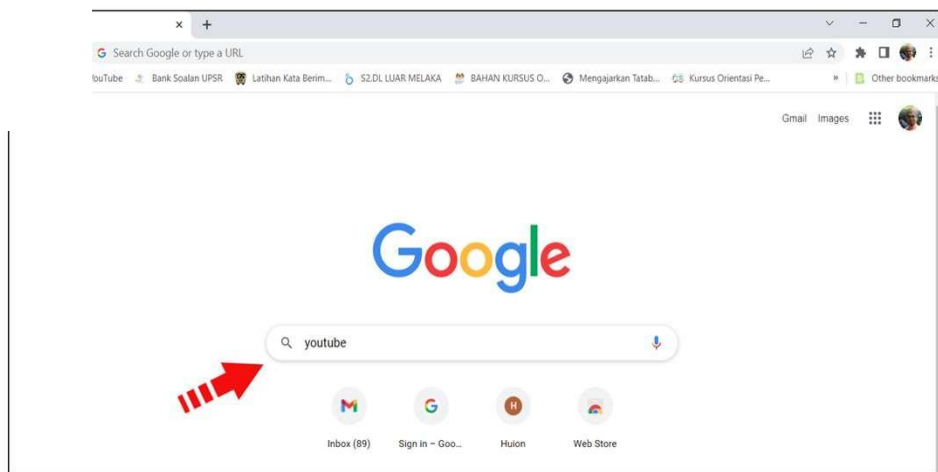 Search Google or type a URL
YouTube Bank Soalan UPSR Latihan Kata Berim... S2.DL LUAR MELAKA BAHAN KURSUS O... Mengajarkan Tatab... Kursus Orientasi Pe... » Other bookmarks
Gmail Images
Google
youtube
Inbox (89) Sign in – Goo... Huion Web Store